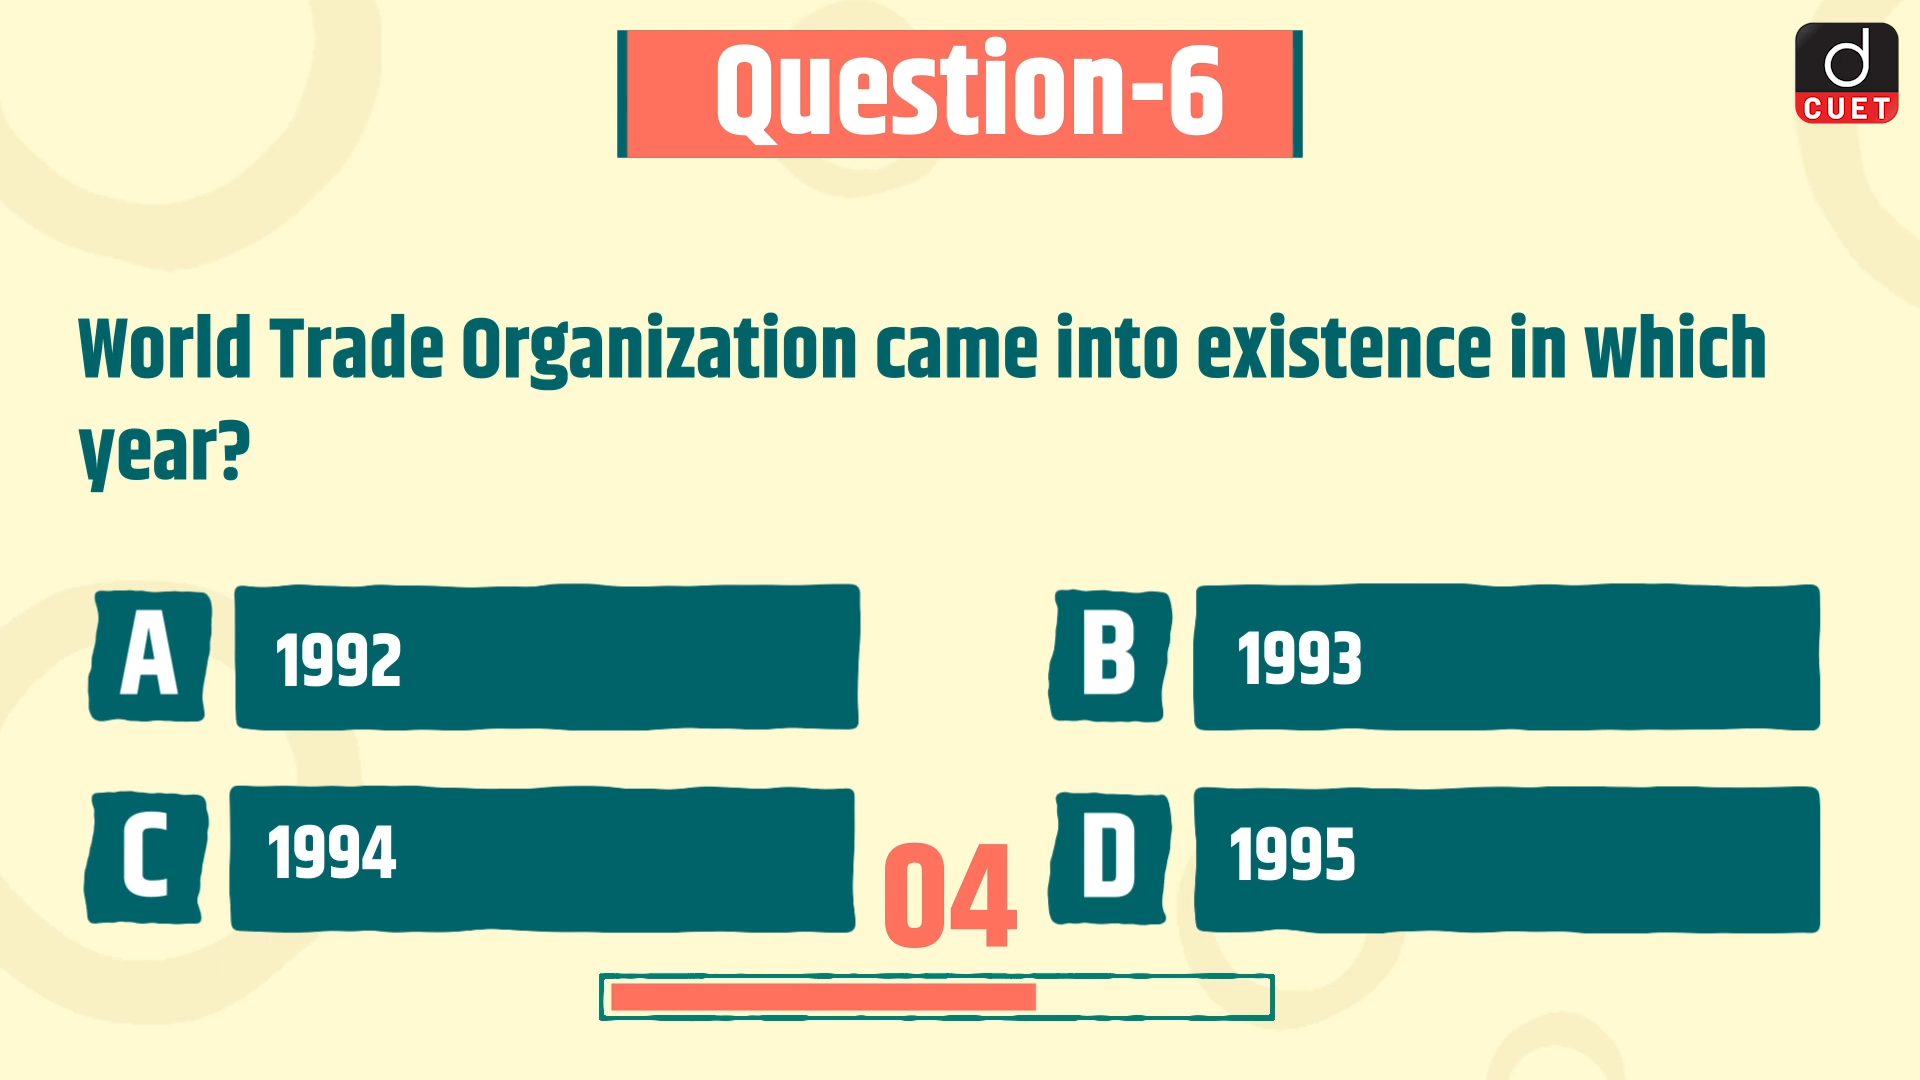 Question-6
d
CUET
World Trade Organization came into existence in which
year?
A 1992
B 1993
C 1994
D 1995
04